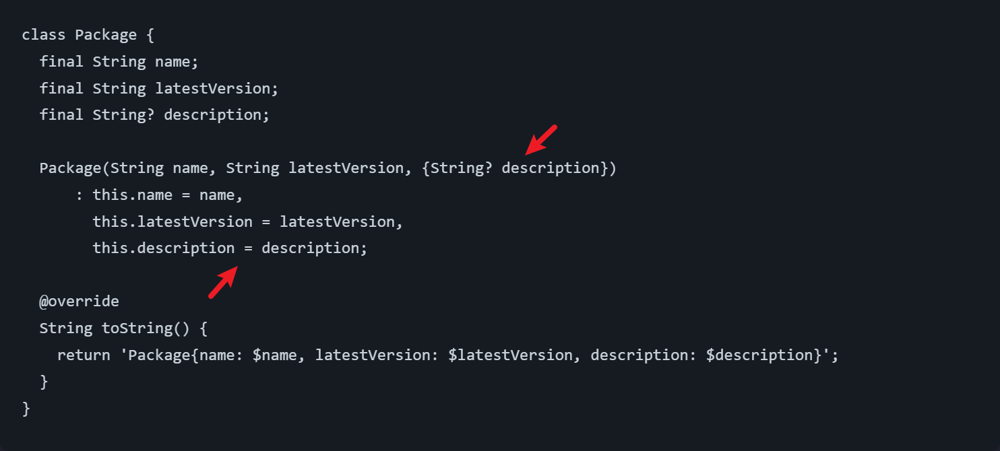 class Package {
  final String name;
  final String latestVersion;
  final String? description;

  Package(String name, String latestVersion, {String? description})
      : this.name = name,
        this.latestVersion = latestVersion,
        this.description = description;

  @override
  String toString() {
    return 'Package{name: $name, latestVersion: $latestVersion, description: $description}';
  }
}